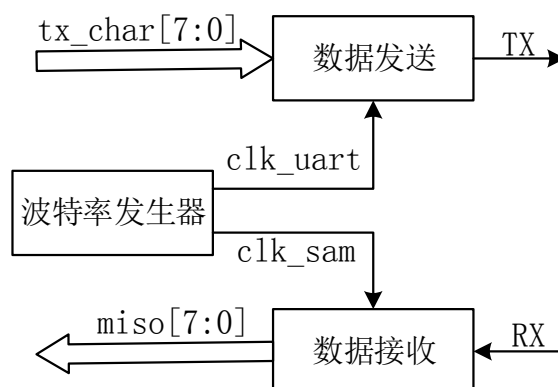 tx_char[7:0]
数据发送
TX
clk_uart
波特率发生器
clk_sam
miso[7:0]
数据接收
RX